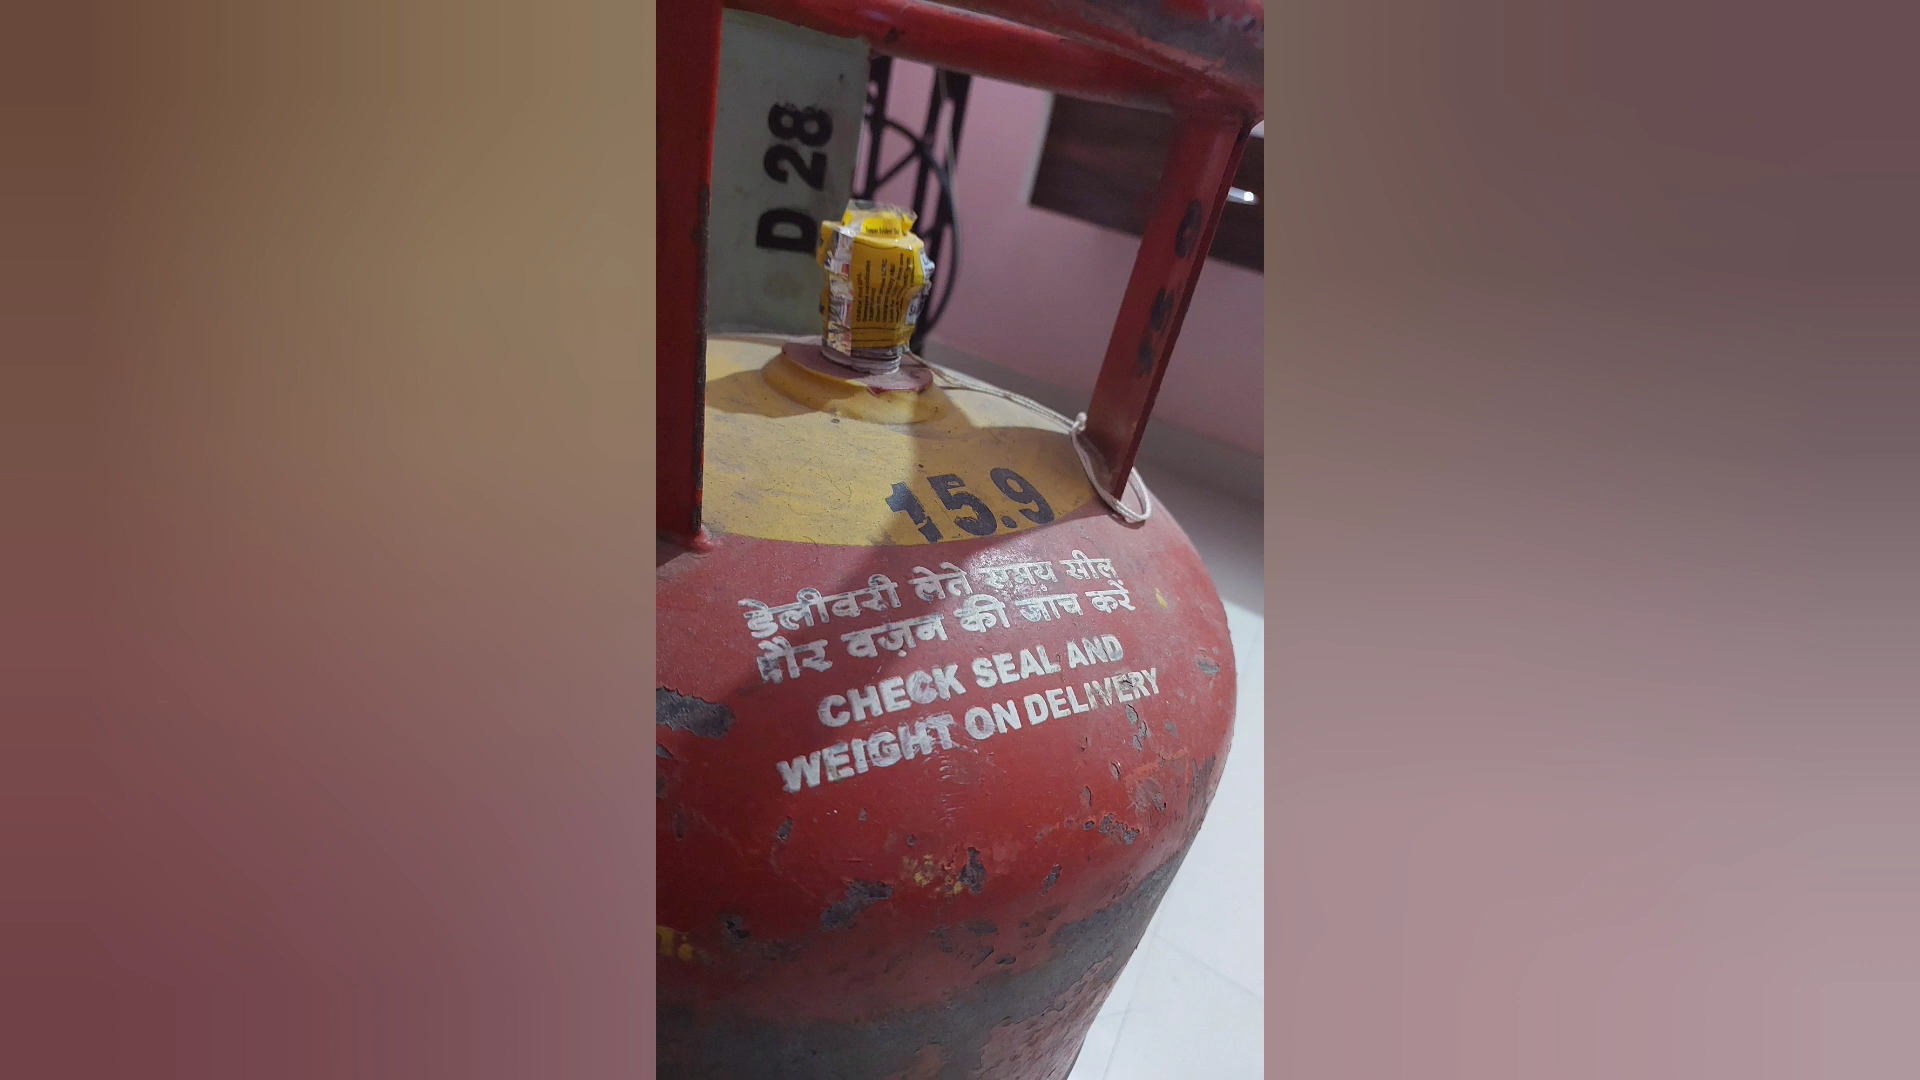 D 28
15.9
डेलीवरी लेते समय सील
और वज़न की जांच करें
CHECK SEAL AND
WEIGHT ON DELIVERY